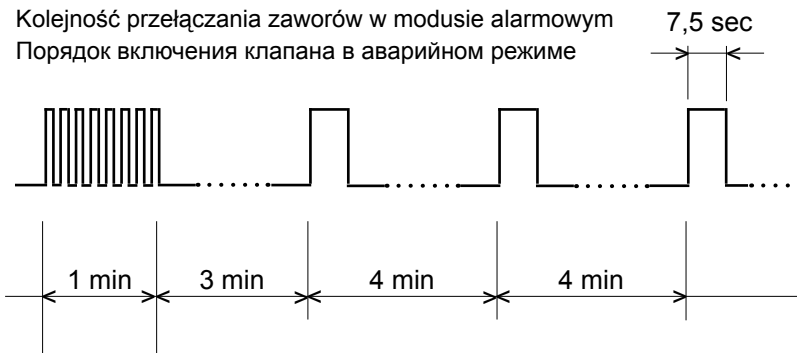 Kolejność przełączania zaworów w modusie alarmowym
Порядок включения клапана в аварийном режиме
7,5 sec
1 min
3 min
4 min
4 min